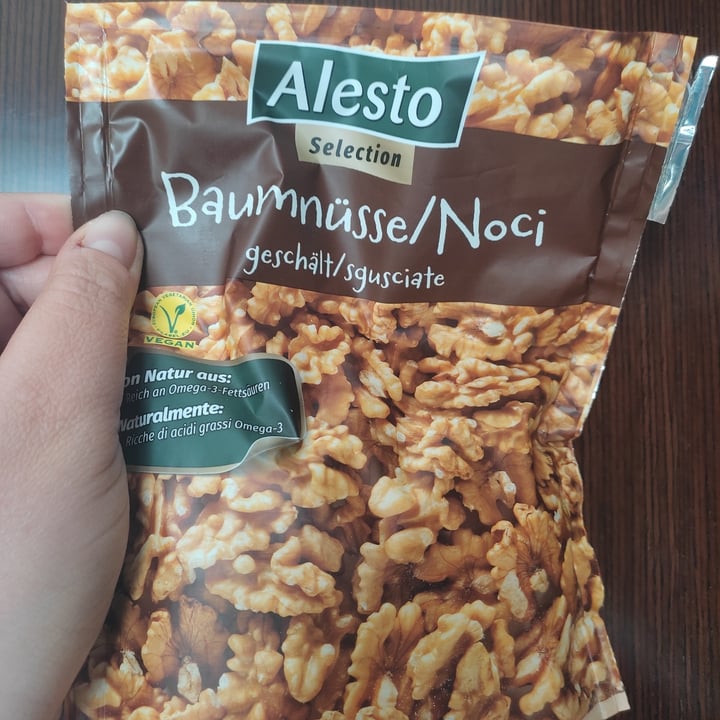 Alesto
Selection
Baumnüsse/Noci
geschält/sgusciate
VEGAN
on Natur aus:
Reich an Omega-3-Fettsäuren
Naturalmente:
Ricche di acidi grassi Omega-3